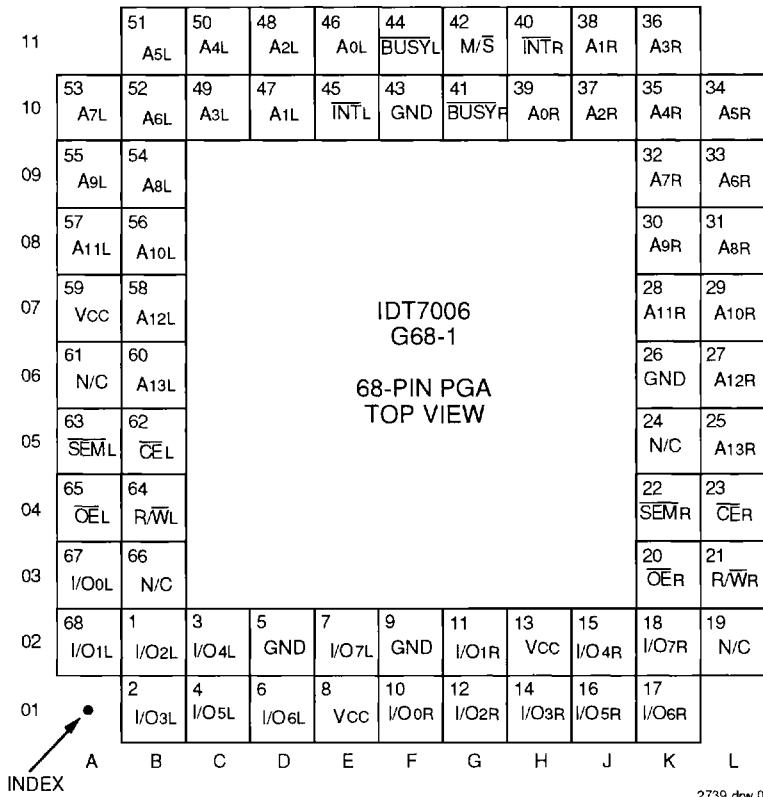 11 51 50 48 46 44 42 40 38 36
A5L A4L A2L A0L BUSYL M/S INTR A1R A3R
10 53 52 49 47 45 43 41 39 37 35 34
A7L A6L A3L A1L INTL GND BUSYR A0R A2R A4R A5R
09 55 54 32 33
A9L A8L A7R A6R
08 57 56 30 31
A11L A10L A9R A8R
07 59 58 28 29
VCC A12L A11R A10R
IDT7006
G68-1
06 61 60 26 27
N/C A13L GND A12R
68-PIN PGA
TOP VIEW
05 63 62 24 25
SEML CEL N/C A13R
04 65 64 22 23
OEL R/WL SEMR CER
03 67 66 20 21
I/O0L N/C OER R/WR
02 68 1 3 5 7 9 11 13 15 18 19
I/O1L I/O2L I/O4L GND I/O7L GND I/O1R VCC I/O4R I/O7R N/C
01 2 4 6 8 10 12 14 16 17
I/O3L I/O5L I/O6L VCC I/O0R I/O2R I/O3R I/O5R I/O6R
A B C D E F G H J K L
INDEX